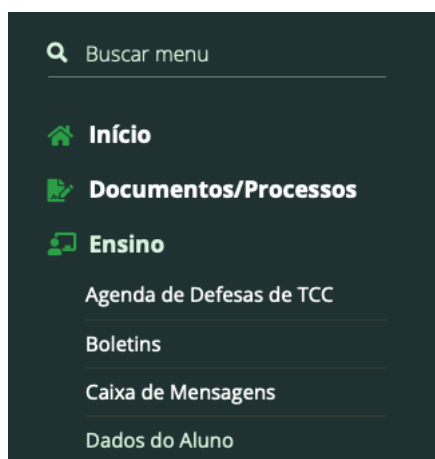 Buscar menu
Início
Documentos/Processos
Ensino
Agenda de Defesas de TCC
Boletins
Caixa de Mensagens
Dados do Aluno